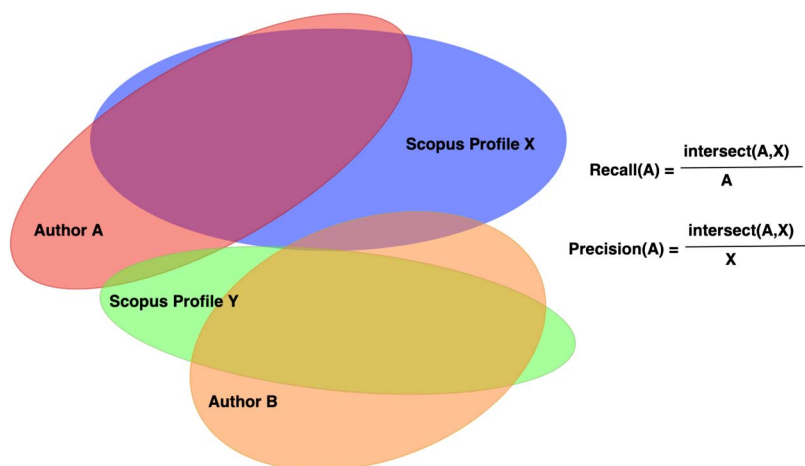 Scopus Profile X
Author A
Scopus Profile Y
Author B
Recall(A) = intersect(A,X)
A
Precision(A) = intersect(A,X)
X